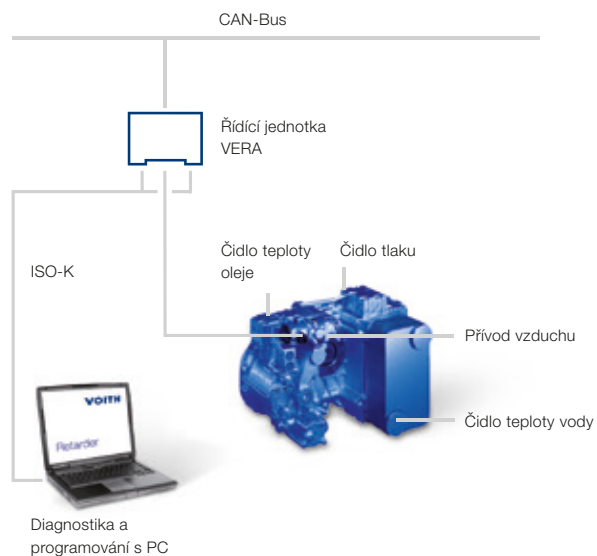 CAN-Bus
Řídící jednotka
VERA
ISO-K
Čidlo teploty
oleje
Čidlo tlaku
Přívod vzduchu
Čidlo teploty vody
VOITH
Retarder
Diagnostika a
programování s PC